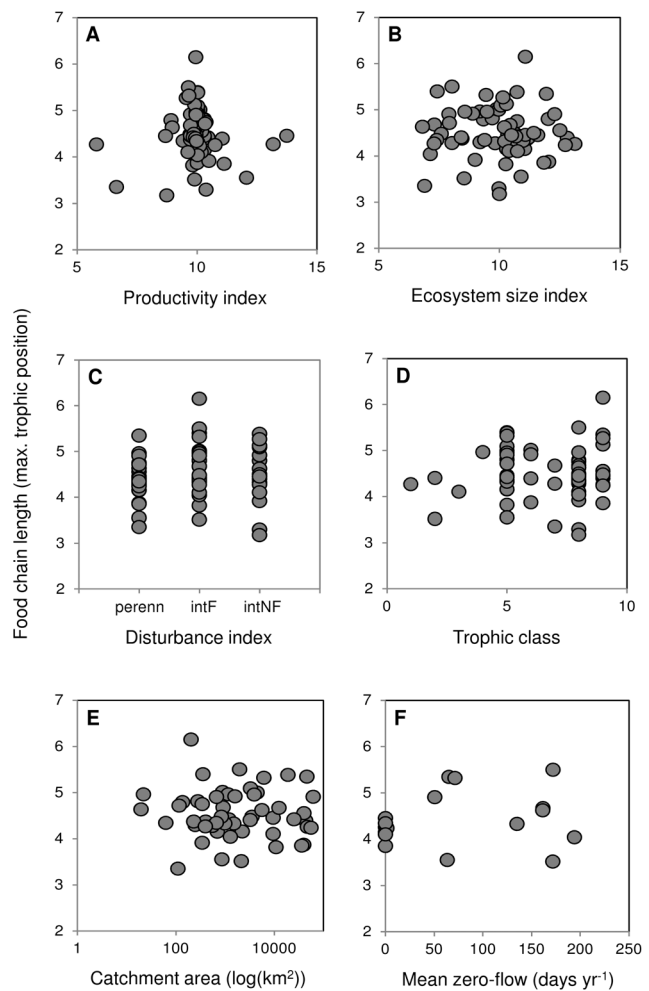 Food chain length (max. trophic position)
A
7
6
5
4
3
2
5 10 15
Productivity index
B
7
6
5
4
3
2
5 10 15
Ecosystem size index
C
7
6
5
4
3
2
perenn intF intNF
Disturbance index
D
7
6
5
4
3
2
0 5 10
Trophic class
E
7
6
5
4
3
2
1 100 10000
Catchment area (log(km²))
F
7
6
5
4
3
2
0 50 100 150 200 250
Mean zero-flow (days yr⁻¹)